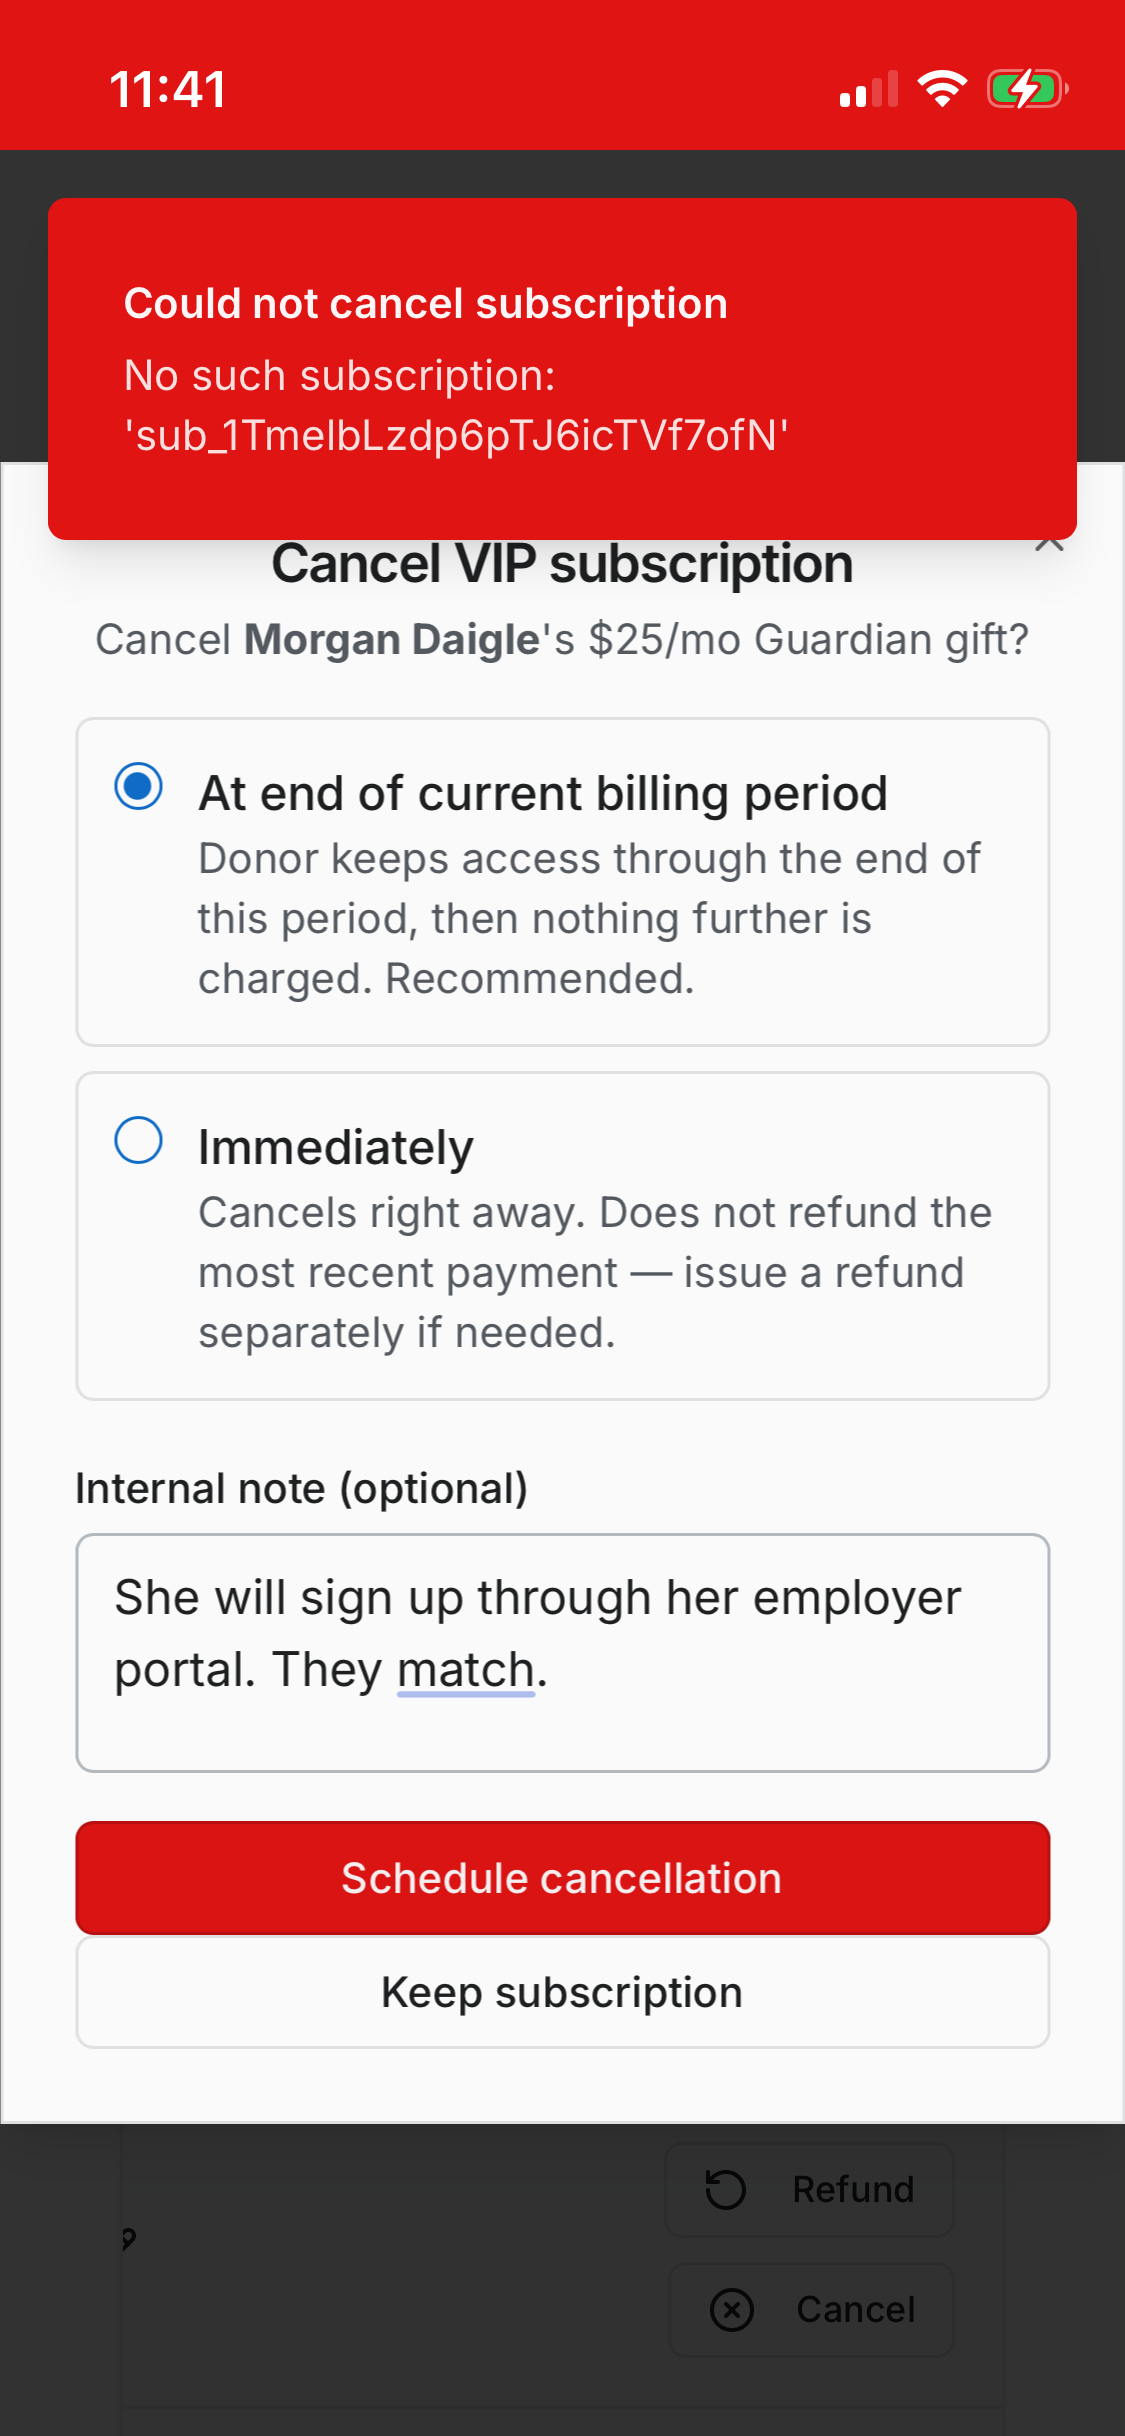 11:41
Could not cancel subscription
No such subscription:
'sub_1TmelbLzdp6pTJ6icTVf7ofN'
Cancel VIP subscription
Cancel Morgan Daigle's $25/mo Guardian gift?
At end of current billing period
Donor keeps access through the end of
this period, then nothing further is
charged. Recommended.
Immediately
Cancels right away. Does not refund the
most recent payment — issue a refund
separately if needed.
Internal note (optional)
She will sign up through her employer
portal. They match.
Schedule cancellation
Keep subscription
Refund
Cancel